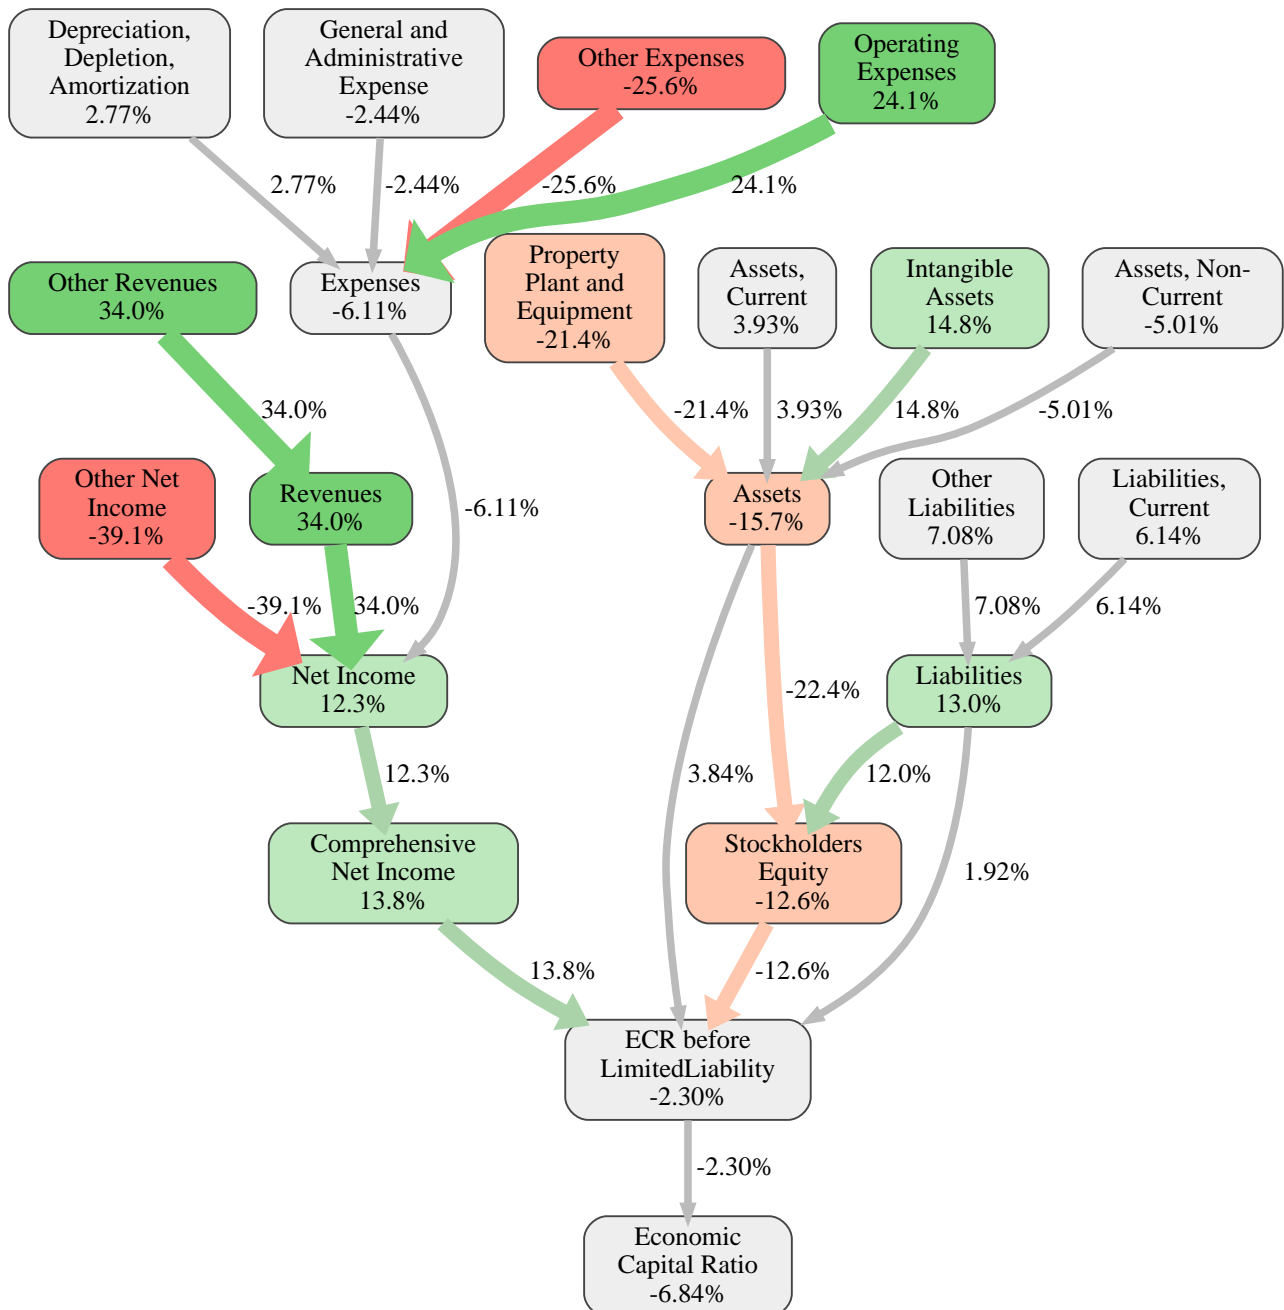 Depreciation,
Depletion,
Amortization
2.77%
General and
Administrative
Expense
-2.44%
Other Expenses
-25.6%
Operating
Expenses
24.1%
2.77%
-2.44%
-25.6%
24.1%
Other Revenues
34.0%
Expenses
-6.11%
Property
Plant and
Equipment
-21.4%
Assets,
Current
3.93%
Intangible
Assets
14.8%
Assets, Non-
Current
-5.01%
34.0%
-21.4%
3.93%
14.8%
-5.01%
Other Net
Income
-39.1%
Revenues
34.0%
-6.11%
Assets
-15.7%
Other
Liabilities
7.08%
Liabilities,
Current
6.14%
-39.1%
34.0%
7.08%
6.14%
Net Income
12.3%
-22.4%
Liabilities
13.0%
12.3%
3.84%
12.0%
Comprehensive
Net Income
13.8%
Stockholders
Equity
-12.6%
1.92%
13.8%
-12.6%
ECR before
LimitedLiability
-2.30%
-2.30%
Economic
Capital Ratio
-6.84%